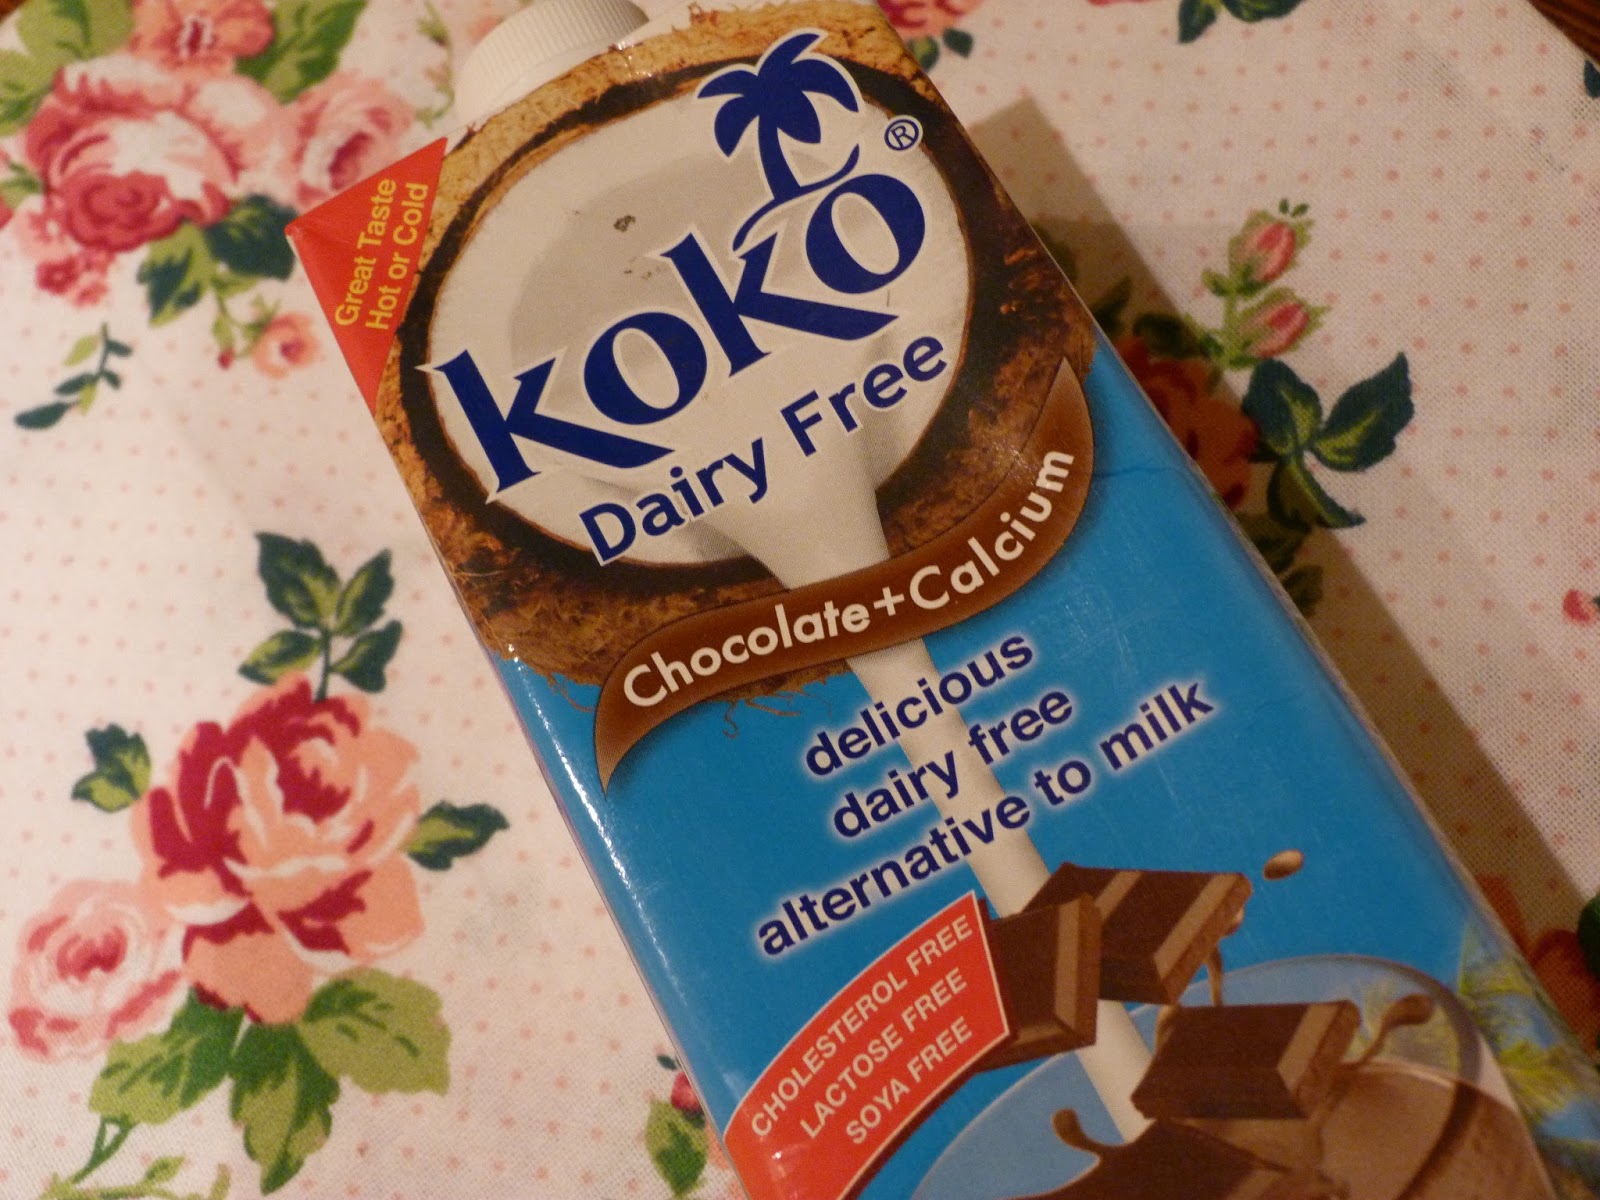 Great Taste
Hot or Cold
koko®
Dairy Free
Chocolate+Calcium
delicious
dairy free
alternative to milk
CHOLESTEROL FREE
LACTOSE FREE
SOYA FREE